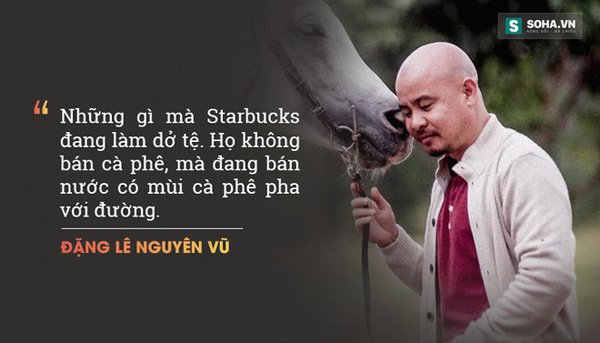 SOHA.VN
“
Những gì mà Starbucks
đang làm dở tệ. Họ không
bán cà phê, mà đang bán
nước có mùi cà phê pha
với đường.
ĐẶNG LÊ NGUYÊN VŨ